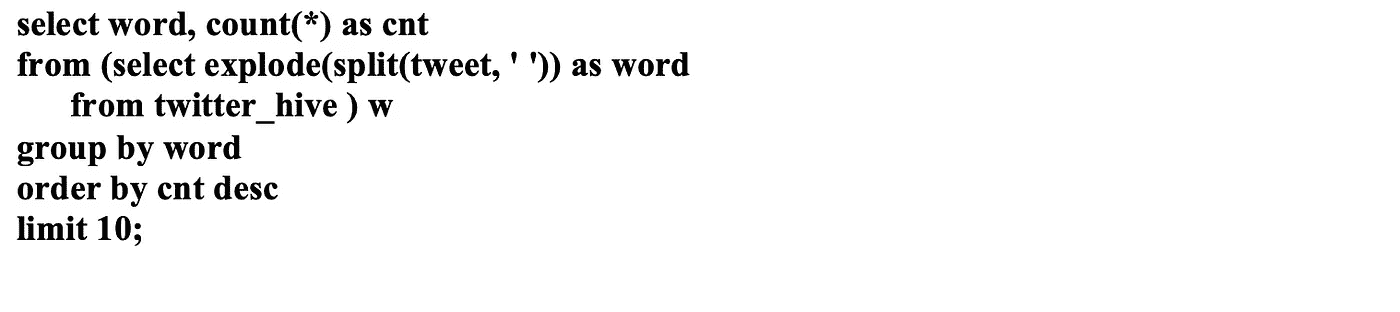 select word, count(*) as cnt
from (select explode(split(tweet, ' ')) as word
from twitter_hive ) w
group by word
order by cnt desc
limit 10;